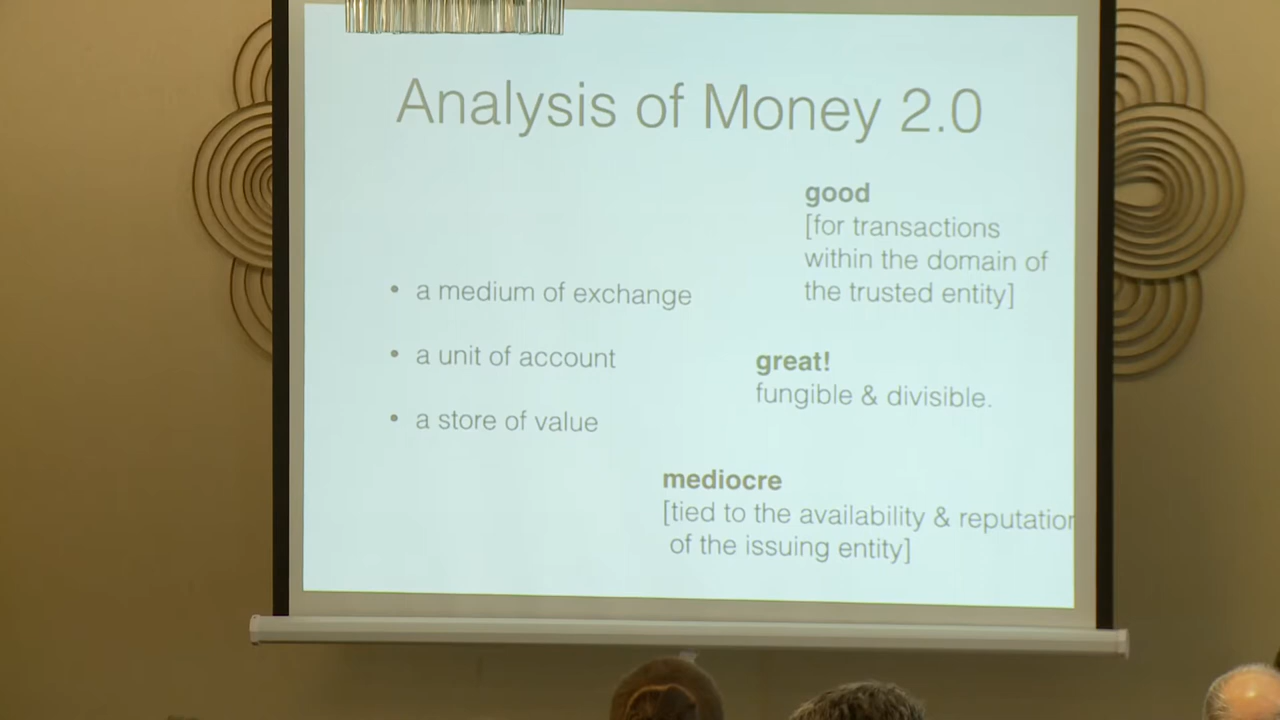 Analysis of Money 2.0
good
[for transactions
within the domain of
the trusted entity]
• a medium of exchange
• a unit of account
great!
fungible & divisible.
• a store of value
mediocre
[tied to the availability & reputation
of the issuing entity]